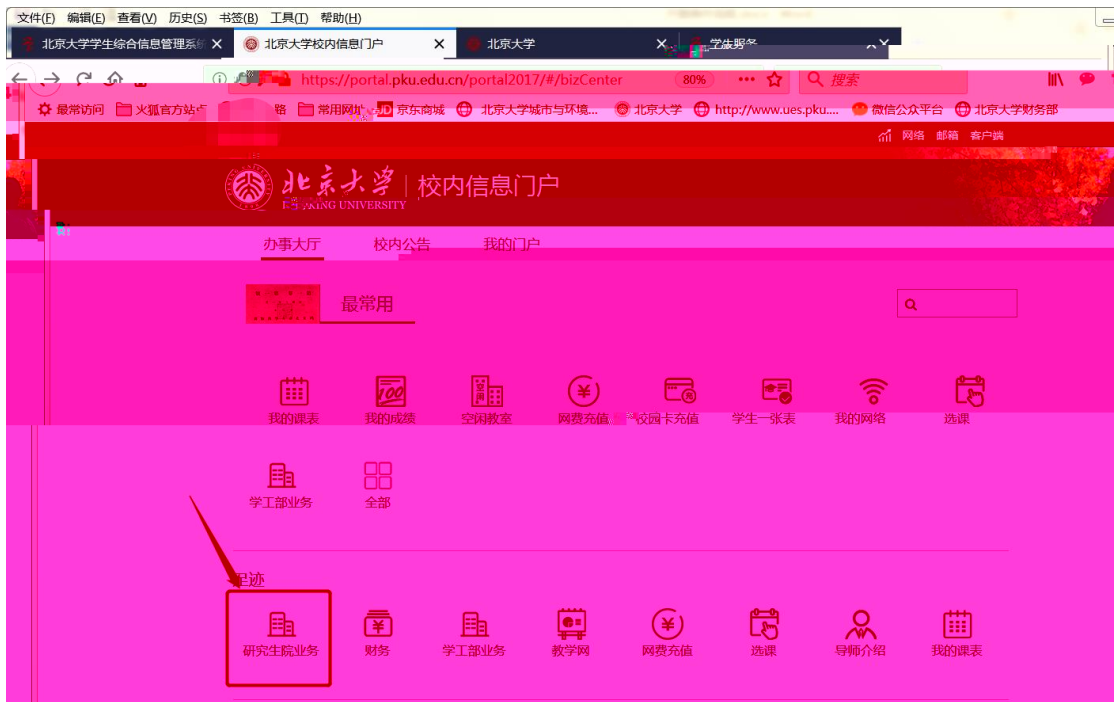 文件(F) 编辑(E) 查看(V) 历史(S) 书签(B) 工具(T) 帮助(H)
北京大学学生综合信息管理系统 北京大学校内信息门户 北京大学
https://portal.pku.edu.cn/portal2017/#/bizCenter 80% 搜索
最常访问 火狐官方站点 常用网址 京东商城 北京大学城市与环境... 北京大学 http://www.ues.pku.... 微信公众平台 北京大学财务部
网络 邮箱 客户端
北京大学 校内信息门户
PEKING UNIVERSITY
办事大厅 校内公告 我的门户
最常用
我的课表 我的成绩 空闲教室 网费充值 校园卡充值 学生一张表 我的网络 选课
学工部业务 全部
足迹
研究生院业务 财务 学工部业务 教学网 网费充值 选课 导师介绍 我的课表